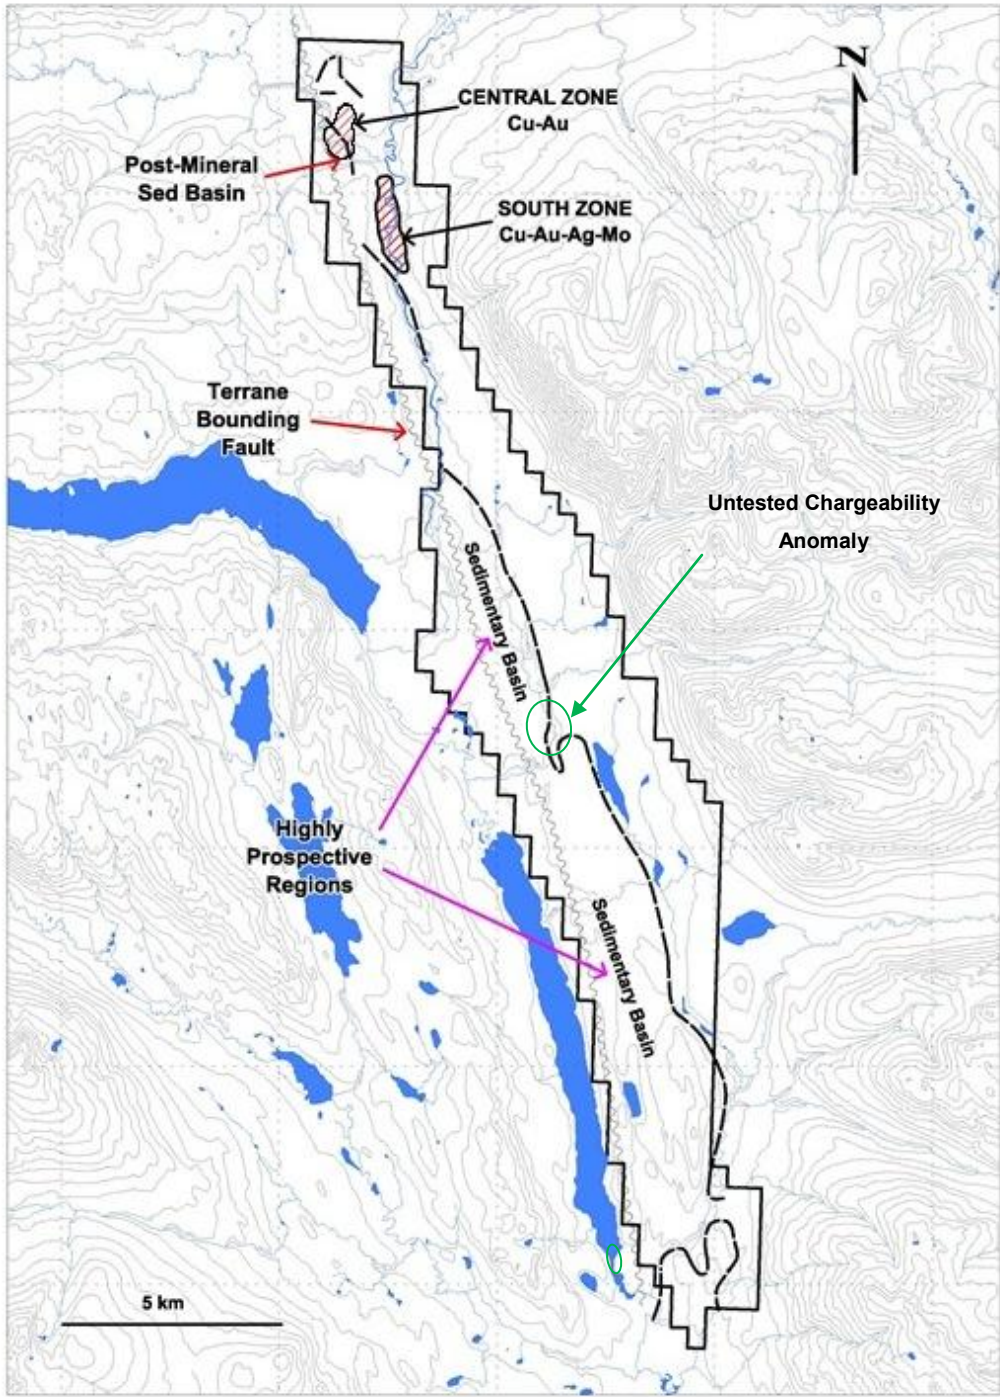 N
CENTRAL ZONE
Cu-Au
Post-Mineral
Sed Basin
SOUTH ZONE
Cu-Au-Ag-Mo
Terrane
Bounding
Fault
Untested Chargeability
Anomaly
Sedimentary Basin
Highly
Prospective
Regions
Sedimentary Basin
5 km